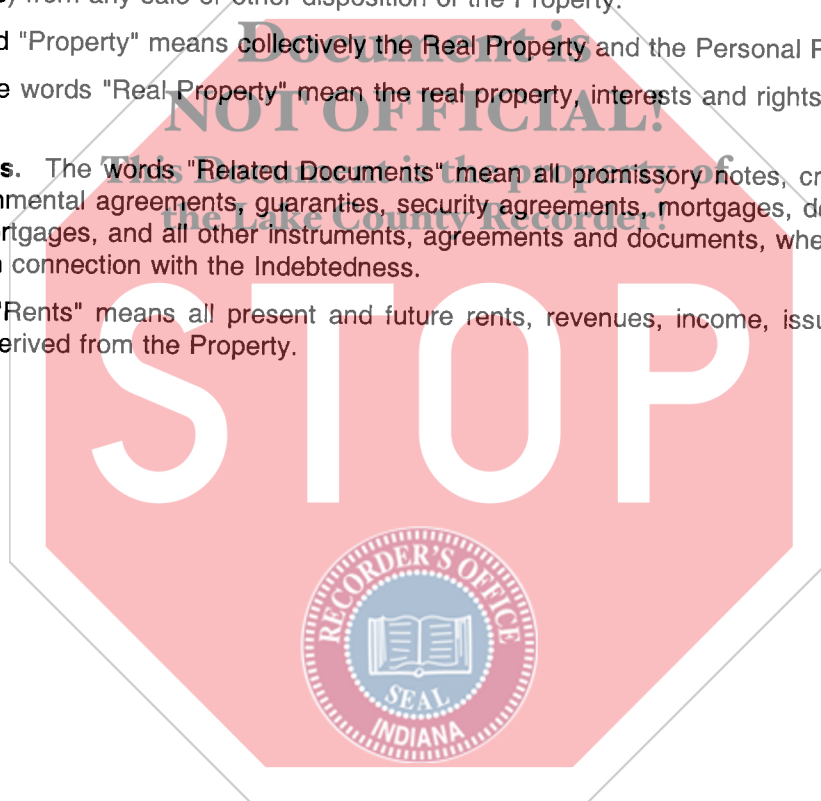 ) from any sale or other disposition of the Property.
Document is
d "Property" means collectively the Real Property and the Personal P
e words "Real Property" mean the real property, interests and rights
NOT OFFICIAL!
s. The words "Related Documents" mean all promissory notes, cr
This Document is the property of
nmental agreements, guaranties, security agreements, mortgages, de
the Lake County Recorder!
rtgages, and all other instruments, agreements and documents, whe
n connection with the Indebtedness.
"Rents" means all present and future rents, revenues, income, issu
erived from the Property.
STOP
RECORDER'S OFFICE
SEAL
INDIANA